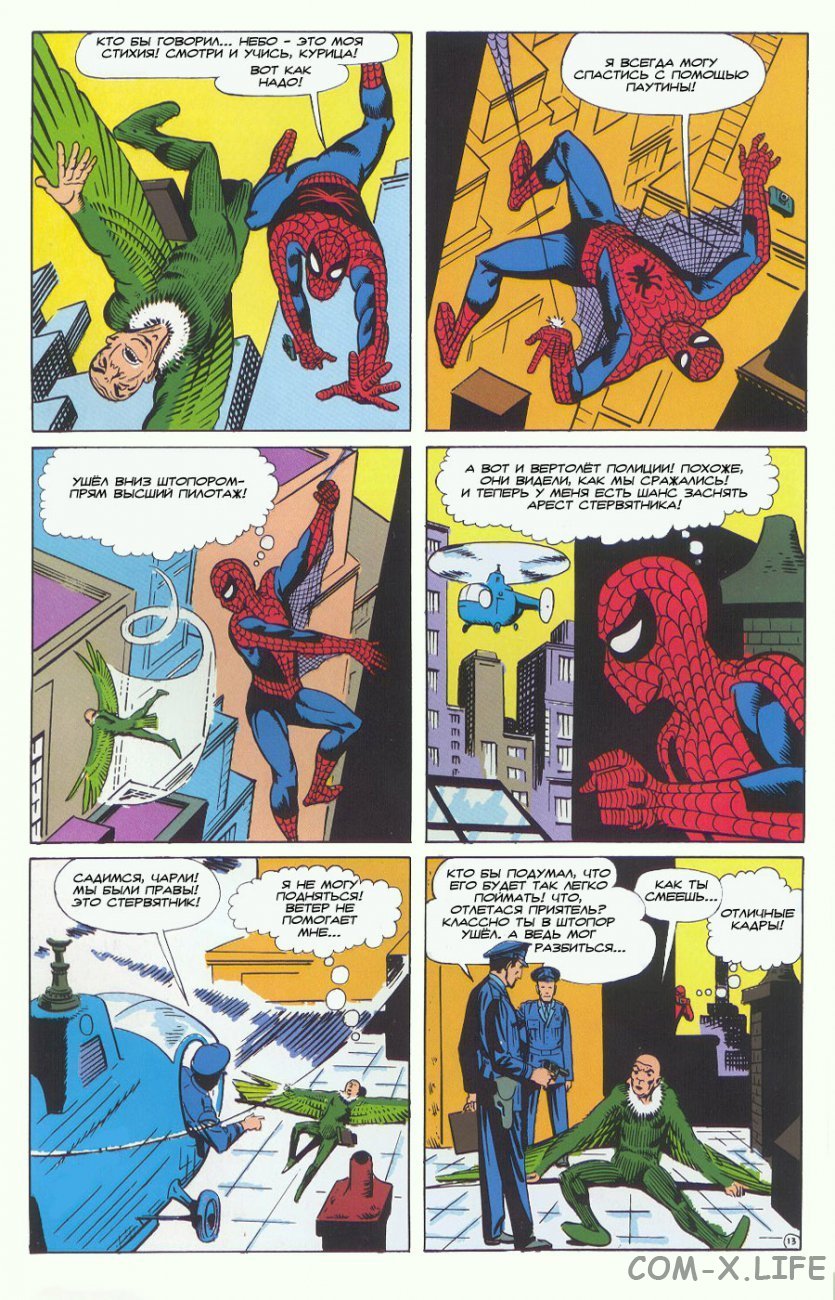 КТО БЫ ГОВОРИЛ... НЕБО - ЭТО МОЯ
СТИХИЯ! СМОТРИ И УЧИСЬ, КУРИЦА!
ВОТ КАК
НАДО!
Я ВСЕГДА МОГУ
СПАСТИСЬ С ПОМОЩЬЮ
ПАУТИНЫ!
УШЁЛ ВНИЗ ШТОПОРОМ-
ПРЯМ ВЫСШИЙ ПИЛОТАЖ!
А ВОТ И ВЕРТОЛЁТ ПОЛИЦИИ! ПОХОЖЕ,
ОНИ ВИДЕЛИ, КАК МЫ СРАЖАЛИСЬ!
И ТЕПЕРЬ У МЕНЯ ЕСТЬ ШАНС ЗАСНЯТЬ
АРЕСТ СТЕРВЯТНИКА!
САДИМСЯ, ЧАРЛИ!
МЫ БЫЛИ ПРАВЫ!
ЭТО СТЕРВЯТНИК!
Я НЕ МОГУ
ПОДНЯТЬСЯ!
ВЕТЕР НЕ
ПОМОГАЕТ
МНЕ...
КТО БЫ ПОДУМАЛ, ЧТО
ЕГО БУДЕТ ТАК ЛЕГКО
ПОЙМАТЬ! ЧТО,
ОТЛЕТАСЯ ПРИЯТЕЛЬ?
КЛАССНО ТЫ В ШТОПОР
УШЁЛ. А ВЕДЬ МОГ
РАЗБИТЬСЯ...
КАК ТЫ
СМЕЕШЬ...
ОТЛИЧНЫЕ
КАДРЫ!
13
COM-X.LIFE